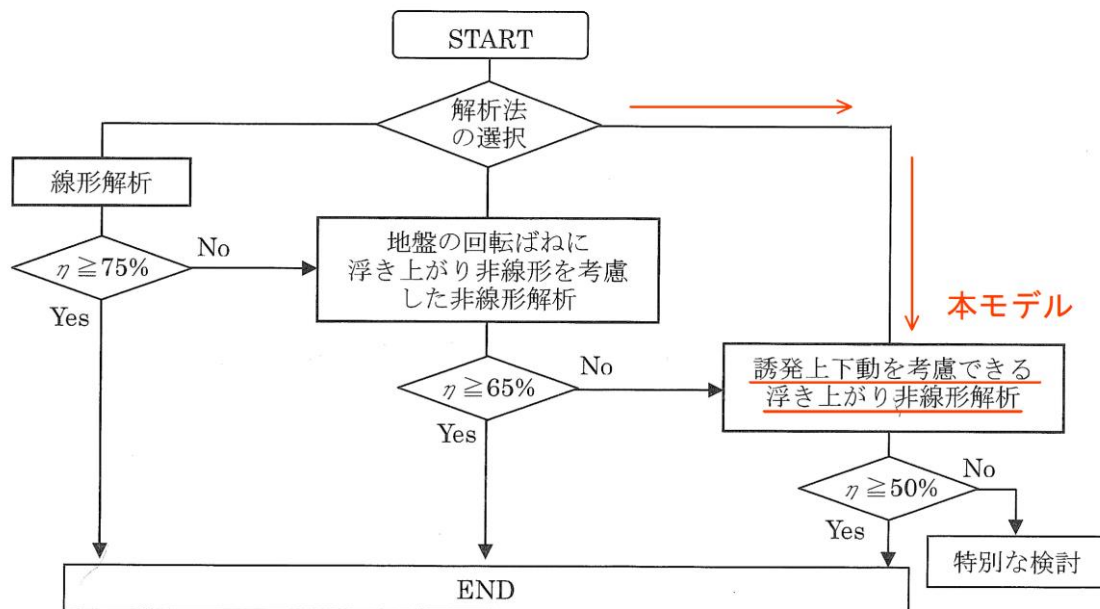 START
解析法
の選択
線形解析
η≧75%
No
Yes
地盤の回転ばねに
浮き上がり非線形を考慮
した非線形解析
η≧65%
No
Yes
本モデル
誘発上下動を考慮できる
浮き上がり非線形解析
η≧50%
No
Yes
特別な検討
END